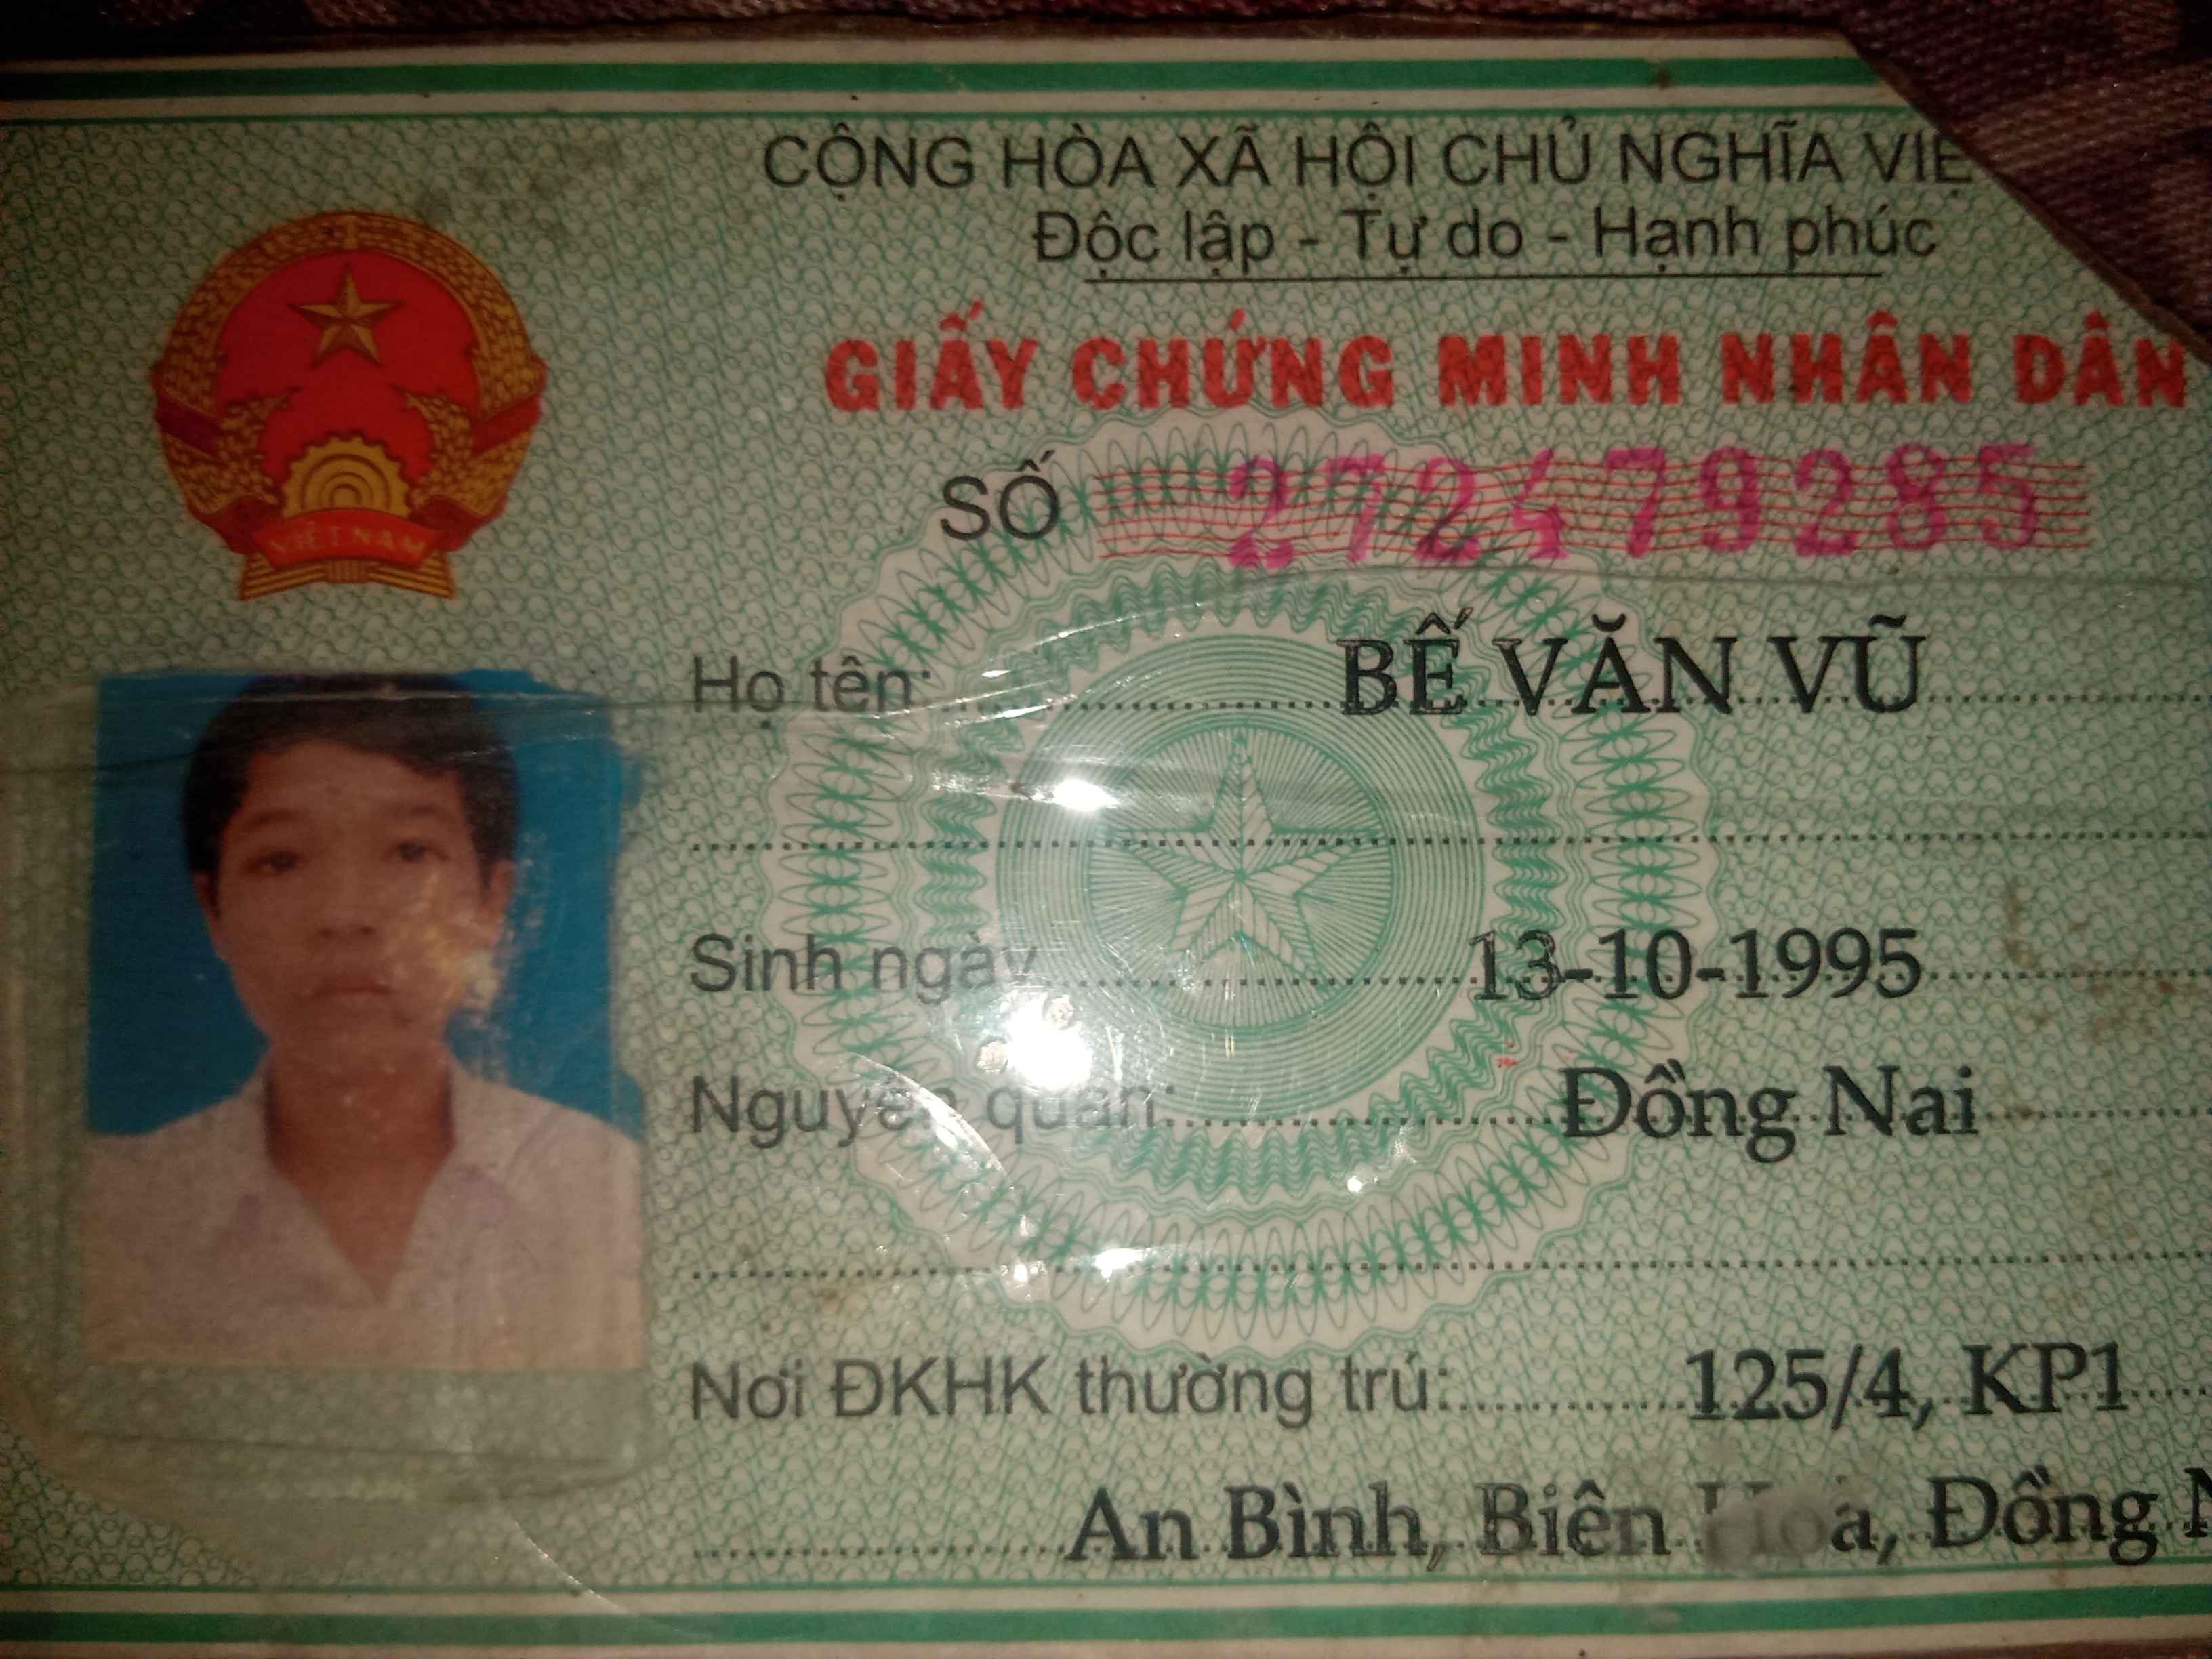 CỘNG HÒA XÃ HỘI CHỦ NGHĨA VIỆ
Độc lập - Tự do - Hạnh phúc
GIẤY CHỨNG MINH NHÂN DÂN
SỐ 272479285
VIỆT NAM
Họ tên: BẾ VĂN VŨ
Sinh ngày 13-10-1995
Nguyên quán: Đồng Nai
Nơi ĐKHK thường trú: 125/4, KP1
An Bình, Biên Hoà, Đồng N